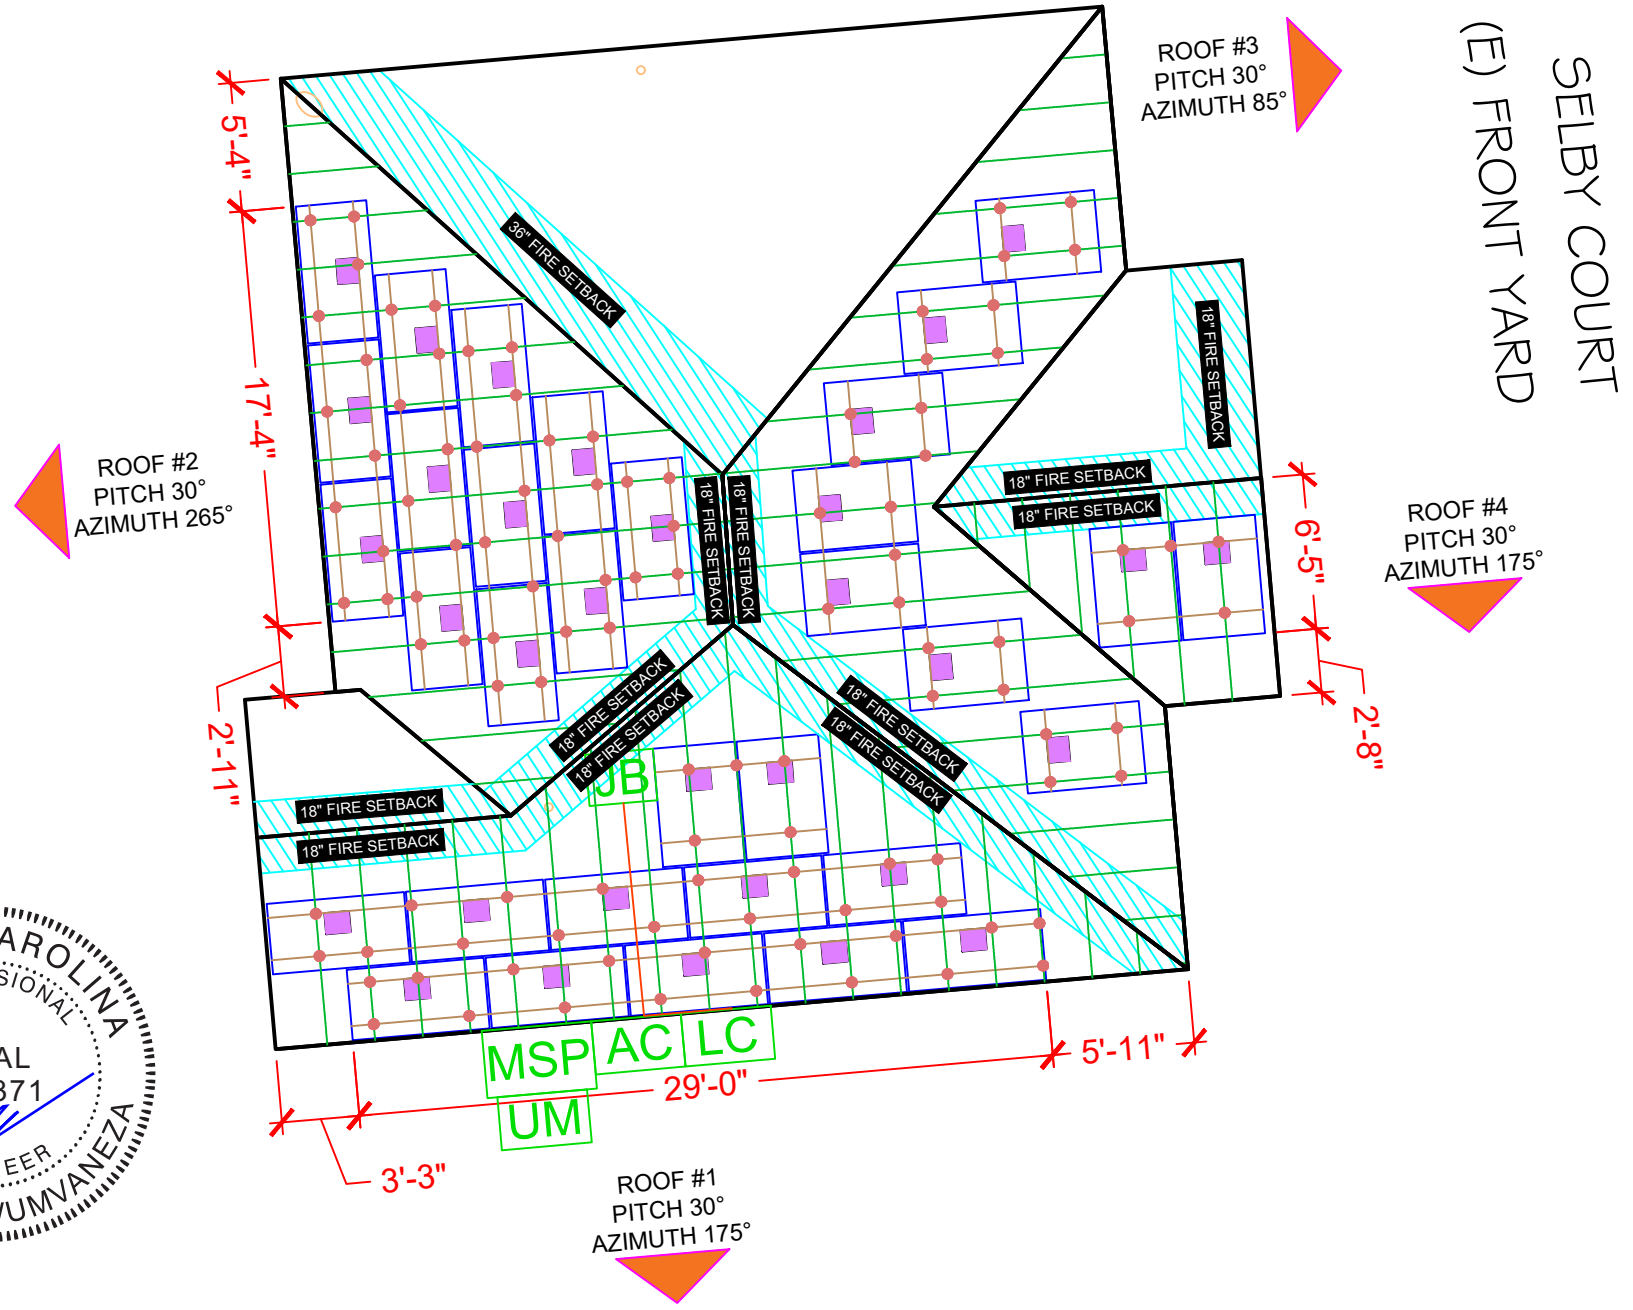 ROOF #3
PITCH 30°
AZIMUTH 85°
SELBY COURT
(E) FRONT YARD
5'-4"
36" FIRE SETBACK
18" FIRE SETBACK
17'-4"
ROOF #2
PITCH 30°
AZIMUTH 265°
18" FIRE SETBACK
18" FIRE SETBACK
18" FIRE SETBACK
18" FIRE SETBACK
6'-5"
ROOF #4
PITCH 30°
AZIMUTH 175°
2'-11"
18" FIRE SETBACK
18" FIRE SETBACK
18" FIRE SETBACK
18" FIRE SETBACK
2'-8"
JB
18" FIRE SETBACK
18" FIRE SETBACK
AROLINA
SIONAL
AL
371
EER
VUMVANEZA
MSP
AC
LC
UM
5'-11"
29'-0"
3'-3"
ROOF #1
PITCH 30°
AZIMUTH 175°